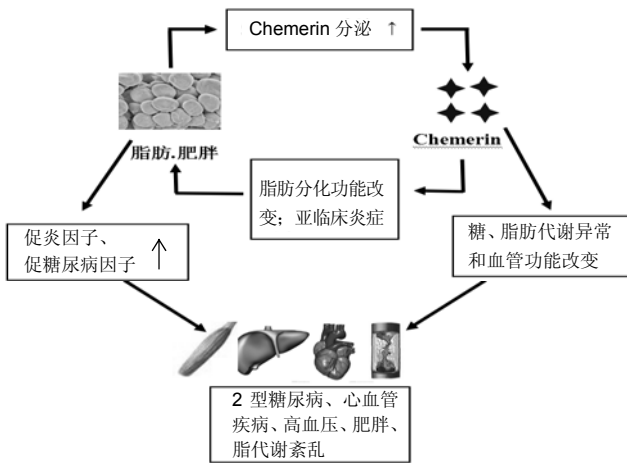 Chemerin 分泌 ↑
Chemerin
脂肪.肥胖
脂肪分化功能改
变；亚临床炎症
促炎因子、
促糖尿病因子 ↑
糖、脂肪代谢异常
和血管功能改变
2 型糖尿病、心血管
疾病、高血压、肥胖、
脂代谢紊乱